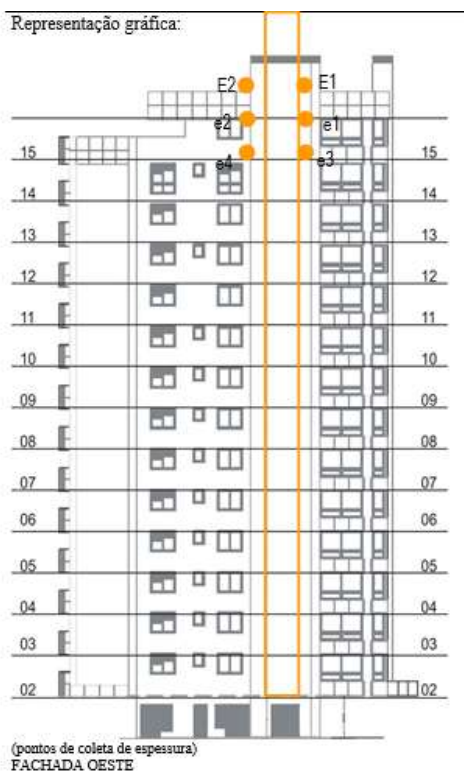 Representação gráfica:
E2 E1
e2 e1
15 e4 e3 15
14 14
13 13
12 12
11 11
10 10
09 09
08 08
07 07
06 06
05 05
04 04
03 03
02 02
(pontos de coleta de espessura)
FACHADA OESTE